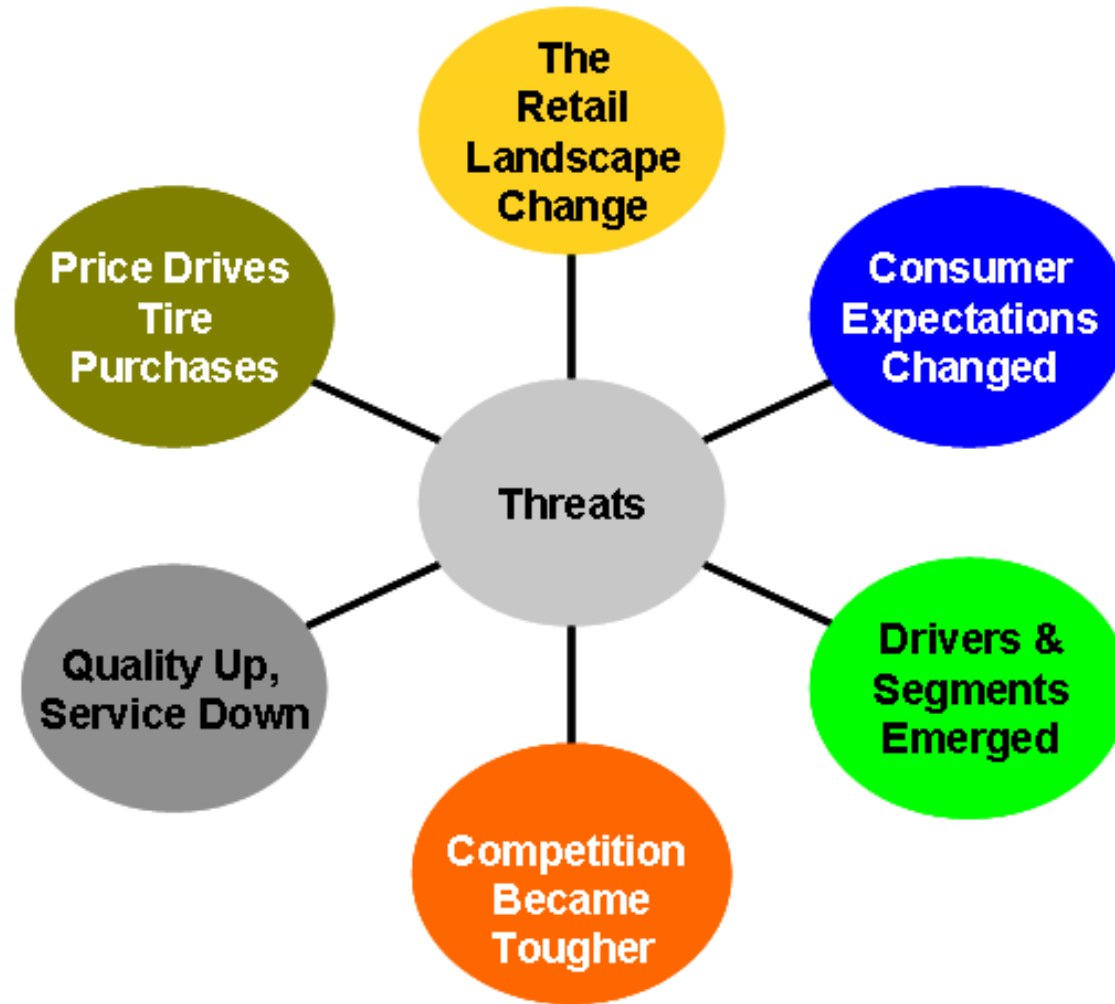 The
Retail
Landscape
Change
Price Drives
Tire
Purchases
Consumer
Expectations
Changed
Threats
Quality Up,
Service Down
Drivers &
Segments
Emerged
Competition
Became
Tougher